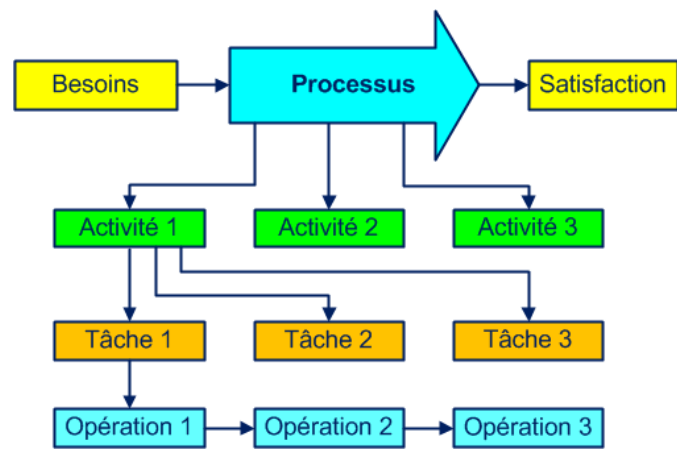 Besoins
Processus
Satisfaction
Activité 1
Activité 2
Activité 3
Tâche 1
Tâche 2
Tâche 3
Opération 1
Opération 2
Opération 3